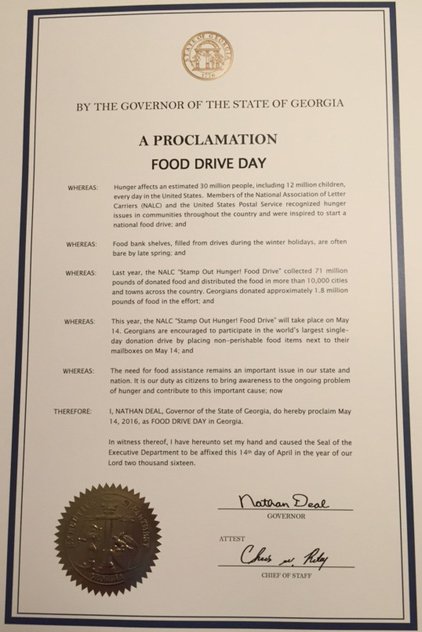 STATE OF GEORGIA
1776
BY THE GOVERNOR OF THE STATE OF GEORGIA
A PROCLAMATION
FOOD DRIVE DAY
WHEREAS: Hunger affects an estimated 30 million people, including 12 million children,
every day in the United States. Members of the National Association of Letter
Carriers (NALC) and the United States Postal Service recognized hunger
issues in communities throughout the country and were inspired to start a
national food drive; and
WHEREAS: Food bank shelves, filled from drives during the winter holidays, are often
bare by late spring; and
WHEREAS: Last year, the NALC "Stamp Out Hunger! Food Drive" collected 71 million
pounds of donated food and distributed the food in more than 10,000 cities
and towns across the country. Georgians donated approximately 1.8 million
pounds of food in the effort; and
WHEREAS: This year, the NALC "Stamp Out Hunger! Food Drive" will take place on May
14. Georgians are encouraged to participate in the world's largest single-
day donation drive by placing non-perishable food items next to their
mailboxes on May 14; and
WHEREAS: The need for food assistance remains an important issue in our state and
nation. It is our duty as citizens to bring awareness to the ongoing problem
of hunger and contribute to this important cause; now
THEREFORE: I, NATHAN DEAL, Governor of the State of Georgia, do hereby proclaim May
14, 2016, as FOOD DRIVE DAY in Georgia.
In witness thereof, I have hereunto set my hand and caused the Seal of the
Executive Department to be affixed this 14th day of April in the year of our
Lord two thousand sixteen.
Nathan Deal
GOVERNOR
ATTEST
Chris w. Riley
CHIEF OF STAFF